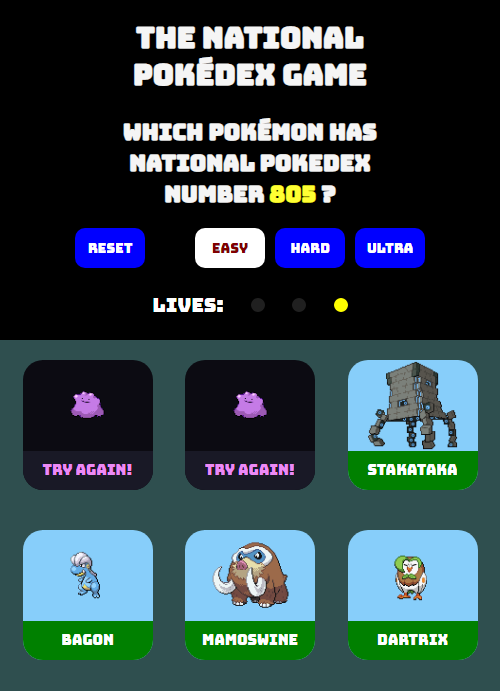 THE NATIONAL
POKÉDEX GAME
WHICH POKÉMON HAS
NATIONAL POKEDEX
NUMBER 805 ?
RESET EASY HARD ULTRA
LIVES:
TRY AGAIN! TRY AGAIN! STAKATAKA
BAGON MAMOSWINE DARTRIX